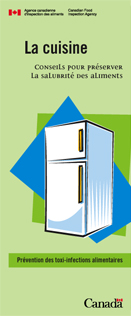 Agence canadienne
d'inspection des aliments
Canadian Food
Inspection Agency
La cuisine
Conseils pour préserver
La salubrité des aliments
Prévention des toxi-infections alimentaires
Canada